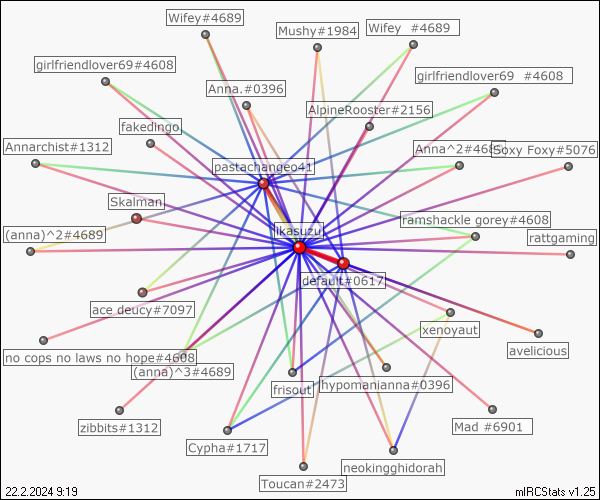 Wifey#4689
Mushy#1984
Wifey #4689
girlfriendlover69#4608
girlfriendlover69 #4608
Anna.#0396
AlpineRooster#2156
fakedingo
Annarchist#1312
Anna^2#4689
Soxy Foxy#5076
pastachangeo41
Skalman
ramshackle gorey#4608
(anna)^2#4689
ikasuzu
rattgaming
default#0617
ace deucy#7097
xenoyaut
avelicious
no cops no laws no hope#4608
(anna)^3#4689
hypomanianna#0396
frisout
zibbits#1312
Mad #6901
Cypha#1717
neokingghidorah
Toucan#2473
22.2.2024 9:19
mIRCStats v1.25